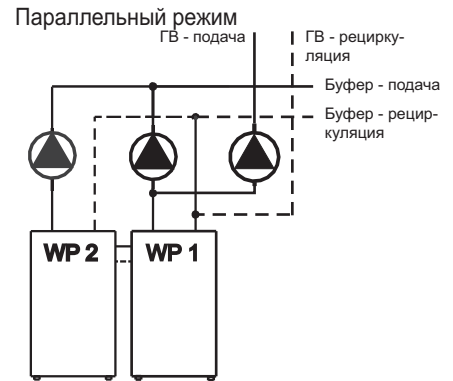 Параллельный режим
ГВ - подача
ГВ - рецирку-
ляция
Буфер - подача
Буфер - рецир-
куляция
WP 2
WP 1